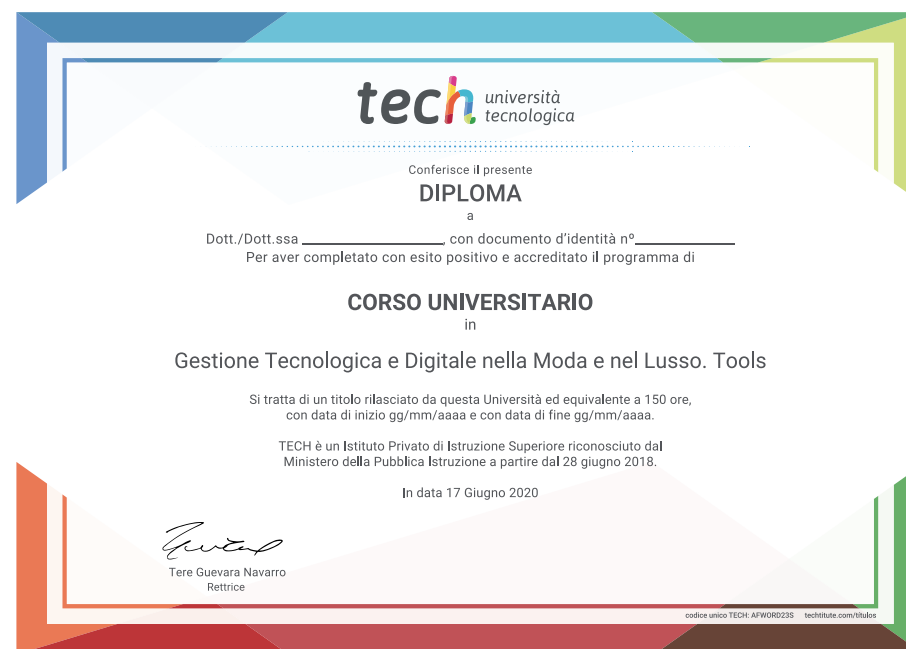 tech università
tecnologica
Conferisce il presente
DIPLOMA
a
Dott./Dott.ssa ________________, con documento d'identità nº___________
Per aver completato con esito positivo e accreditato il programma di
CORSO UNIVERSITARIO
in
Gestione Tecnologica e Digitale nella Moda e nel Lusso. Tools
Si tratta di un titolo rilasciato da questa Università ed equivalente a 150 ore,
con data di inizio gg/mm/aaaa e con data di fine gg/mm/aaaa.
TECH è un Istituto Privato di Istruzione Superiore riconosciuto dal
Ministero della Pubblica Istruzione a partire dal 28 giugno 2018.
In data 17 Giugno 2020
Tere Guevara Navarro
Rettrice
codice unico TECH: AFWORD23S techtitute.com/títulos